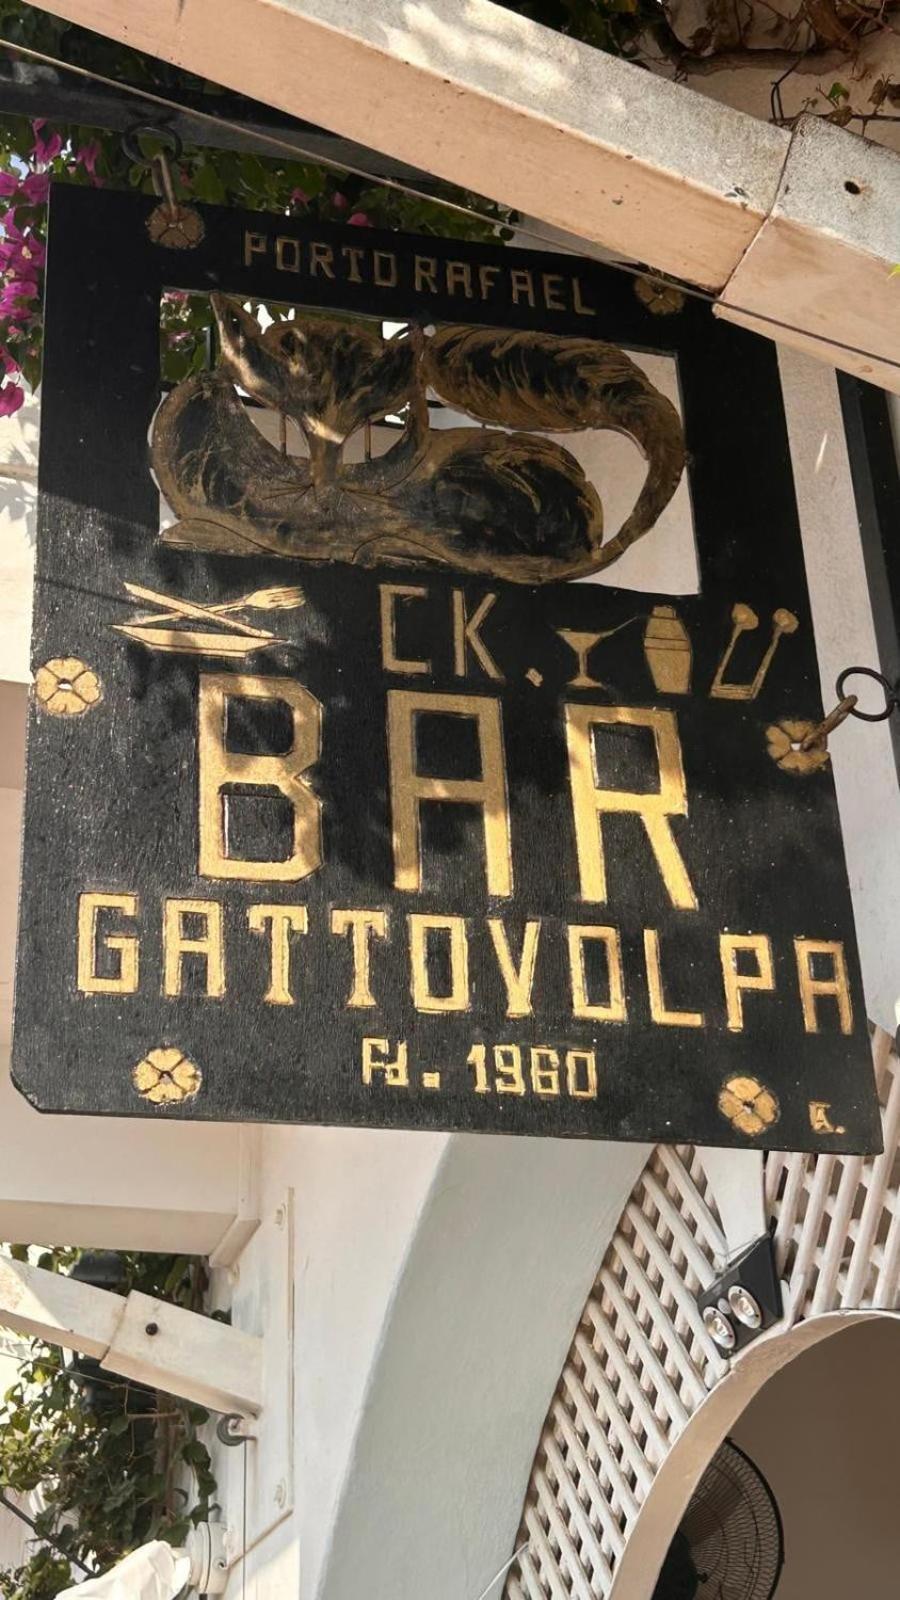 PORTO RAFAEL
CK.
BAR
GATTOVOLPA
Fd. 1960
A.